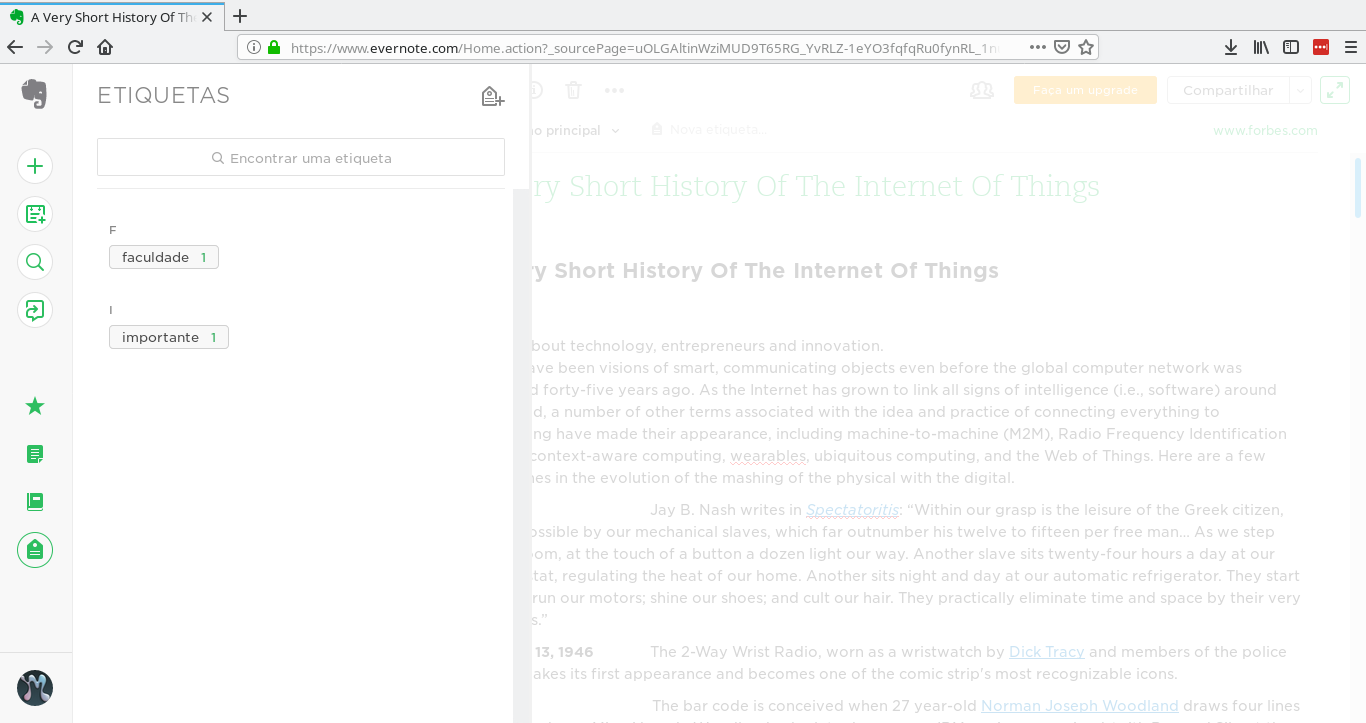 A Very Short History Of Th
https://www.evernote.com/Home.action?_sourcePage=uOLGAltinWziMUD9T65RG_YvRLZ-1eYO3fqfqRu0fynRL_1n
ETIQUETAS
Encontrar uma etiqueta
F
faculdade 1
I
importante 1
Faça um upgrade
Compartilhar
principal
Nova etiqueta...
www.forbes.com
ry Short History Of The Internet Of Things
ry Short History Of The Internet Of Things
bout technology, entrepreneurs and innovation.
ave been visions of smart, communicating objects even before the global computer network was
d forty-five years ago. As the Internet has grown to link all signs of intelligence (i.e., software) around
d, a number of other terms associated with the idea and practice of connecting everything to
ng have made their appearance, including machine-to-machine (M2M), Radio Frequency Identification
context-aware computing, wearables, ubiquitous computing, and the Web of Things. Here are a few
nes in the evolution of the mashing of the physical with the digital.
Jay B. Nash writes in Spectatoritis: “Within our grasp is the leisure of the Greek citizen,
ossible by our mechanical slaves, which far outnumber his twelve to fifteen per free man… As we step
oom, at the touch of a button a dozen light our way. Another slave sits twenty-four hours a day at our
tat, regulating the heat of our home. Another sits night and day at our automatic refrigerator. They start
run our motors; shine our shoes; and cult our hair. They practically eliminate time and space by their very
s.”
13, 1946 The 2-Way Wrist Radio, worn as a wristwatch by Dick Tracy and members of the police
akes its first appearance and becomes one of the comic strip's most recognizable icons.
The bar code is conceived when 27 year-old Norman Joseph Woodland draws four lines